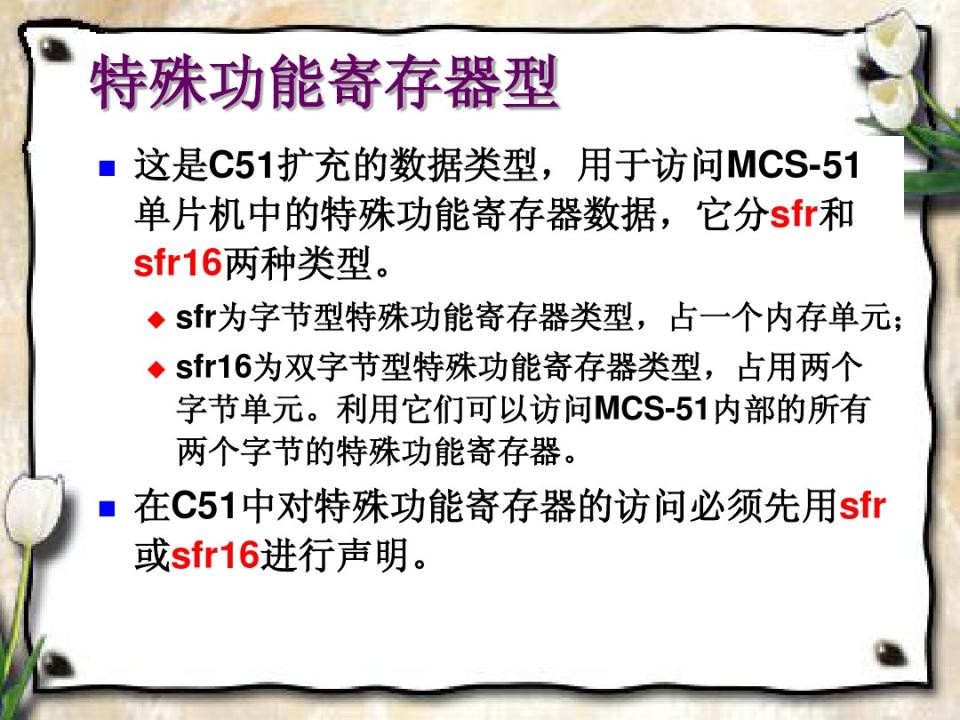 特殊功能寄存器型
这是C51扩充的数据类型，用于访问MCS-51
单片机中的特殊功能寄存器数据，它分sfr和
sfr16两种类型。
sfr为字节型特殊功能寄存器类型，占一个内存单元；
sfr16为双字节型特殊功能寄存器类型，占用两个
字节单元。利用它们可以访问MCS-51内部的所有
两个字节的特殊功能寄存器。
在C51中对特殊功能寄存器的访问必须先用sfr
或sfr16进行声明。